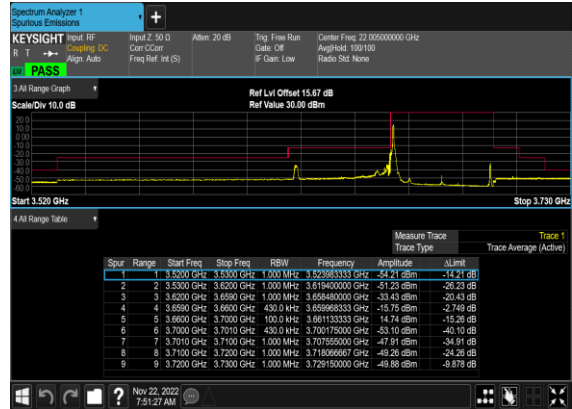 Spectrum Analyzer 1
Spurious Emissions
KEYSIGHT Input: RF Input Z: 50 Ω Atten: 20 dB Trig: Free Run Center Freq: 22.005000000 GHz
R T Coupling: DC Corr CCorr Gate: Off Avg|Hold: 100/100
Align: Auto Freq Ref: Int (S) IF Gain: Low Radio Std: None
PASS
3 All Range Graph
Ref Lvl Offset 15.67 dB
Scale/Div 10.0 dB Ref Value 30.00 dBm
20.0
10.0
0.00
-10.0
-20.0
-30.0
-40.0
-50.0
-60.0
Start 3.520 GHz Stop 3.730 GHz
4 All Range Table
Measure Trace Trace 1
Trace Type Trace Average (Active)
Spur Range Start Freq Stop Freq RBW Frequency Amplitude ΔLimit
1 1 3.5200 GHz 3.5300 GHz 1.000 MHz 3.523983333 GHz -54.21 dBm -14.21 dB
2 2 3.5300 GHz 3.6200 GHz 1.000 MHz 3.619400000 GHz -51.23 dBm -26.23 dB
3 3 3.6200 GHz 3.6590 GHz 1.000 MHz 3.658480000 GHz -33.43 dBm -20.43 dB
4 4 3.6590 GHz 3.6600 GHz 430.0 kHz 3.659968333 GHz -15.75 dBm -2.749 dB
5 5 3.6600 GHz 3.7000 GHz 100.0 kHz 3.661133333 GHz 14.74 dBm -15.26 dB
6 6 3.7000 GHz 3.7010 GHz 430.0 kHz 3.700175000 GHz -53.10 dBm -40.10 dB
7 7 3.7010 GHz 3.7100 GHz 1.000 MHz 3.707555000 GHz -47.91 dBm -34.91 dB
8 8 3.7100 GHz 3.7200 GHz 1.000 MHz 3.718066667 GHz -49.26 dBm -24.26 dB
9 9 3.7200 GHz 3.7300 GHz 1.000 MHz 3.729150000 GHz -49.88 dBm -9.878 dB
Nov 22, 2022
7:51:27 AM